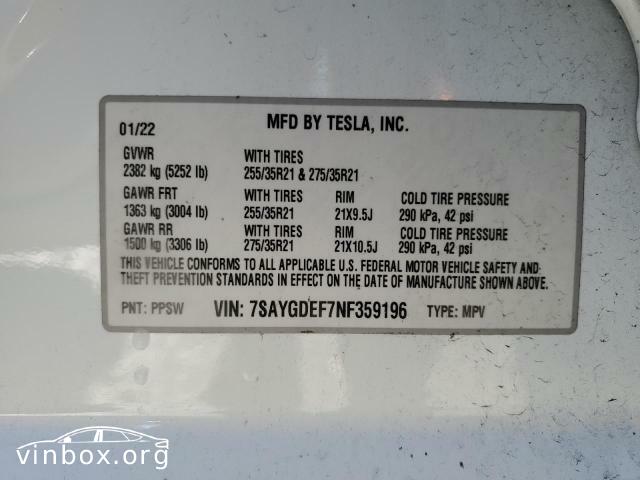 01/22 MFD BY TESLA, INC.
GVWR WITH TIRES
2382 kg (5252 lb) 255/35R21 & 275/35R21
GAWR FRT WITH TIRES RIM COLD TIRE PRESSURE
1363 kg (3004 lb) 255/35R21 21X9.5J 290 kPa, 42 psi
GAWR RR WITH TIRES RIM COLD TIRE PRESSURE
1500 kg (3306 lb) 275/35R21 21X10.5J 290 kPa, 42 psi
THIS VEHICLE CONFORMS TO ALL APPLICABLE U.S. FEDERAL MOTOR VEHICLE SAFETY AND
THEFT PREVENTION STANDARDS IN EFFECT ON THE DATE OF MANUFACTURE SHOWN ABOVE.
PNT: PPSW VIN: 7SAYGDEF7NF359196 TYPE: MPV
vinbox.org